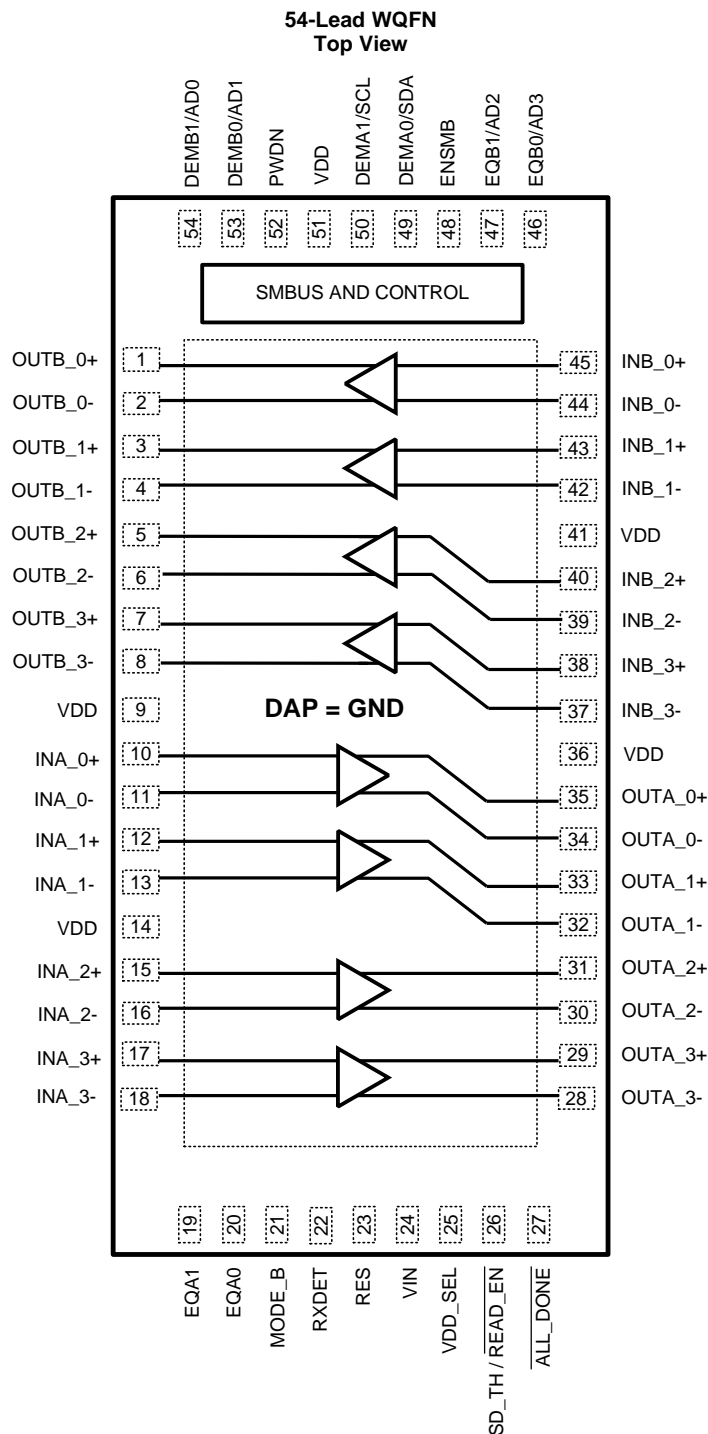 54-Lead WQFN
Top View
DEMB1/AD0
DEMB0/AD1
PWDN
VDD
DEMA1/SCL
DEMA0/SDA
ENSMB
EQB1/AD2
EQB0/AD3
54
53
52
51
50
49
48
47
46
SMBUS AND CONTROL
OUTB_0+ 1 45 INB_0+
OUTB_0- 2 44 INB_0-
OUTB_1+ 3 43 INB_1+
OUTB_1- 4 42 INB_1-
OUTB_2+ 5 41 VDD
OUTB_2- 6 40 INB_2+
OUTB_3+ 7 39 INB_2-
OUTB_3- 8 38 INB_3+
VDD 9 DAP = GND 37 INB_3-
INA_0+ 10 36 VDD
INA_0- 11 35 OUTA_0+
INA_1+ 12 34 OUTA_0-
INA_1- 13 33 OUTA_1+
VDD 14 32 OUTA_1-
INA_2+ 15 31 OUTA_2+
INA_2- 16 30 OUTA_2-
INA_3+ 17 29 OUTA_3+
INA_3- 18 28 OUTA_3-
19
20
21
22
23
24
25
26
27
EQA1
EQA0
MODE_B
RXDET
RES
VIN
VDD_SEL
SD_TH / READ_EN
ALL_DONE